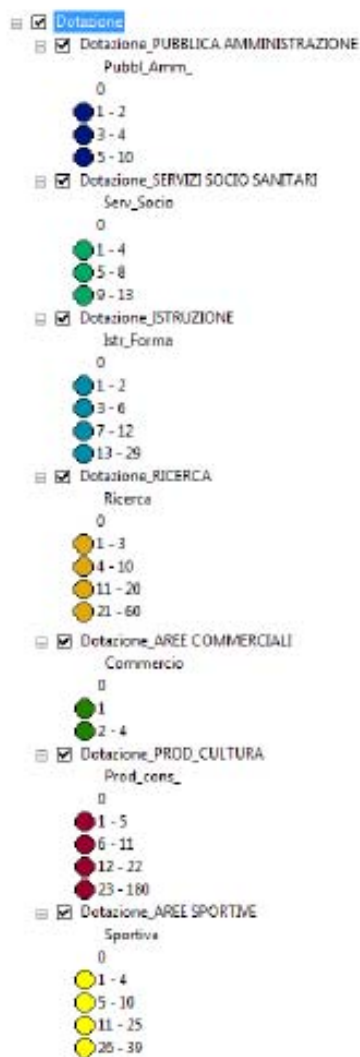 Dotazione
Dotazione_PUBBLICA AMMINISTRAZIONE
Pubbl_Amm_
0
1 - 2
3 - 4
5 - 10
Dotazione_SERVIZI SOCIO SANITARI
Serv_Socio
0
1 - 4
5 - 8
9 - 13
Dotazione_ISTRUZIONE
Istr_Forma
0
1 - 2
3 - 6
7 - 12
13 - 29
Dotazione_RICERCA
Ricerca
0
1 - 3
4 - 10
11 - 20
21 - 60
Dotazione_AREE COMMERCIALI
Commercio
0
1
2 - 4
Dotazione_PROD_CULTURA
Prod_cons_
0
1 - 5
6 - 11
12 - 22
23 - 180
Dotazione_AREE SPORTIVE
Sportiva
0
1 - 4
5 - 10
11 - 25
26 - 39